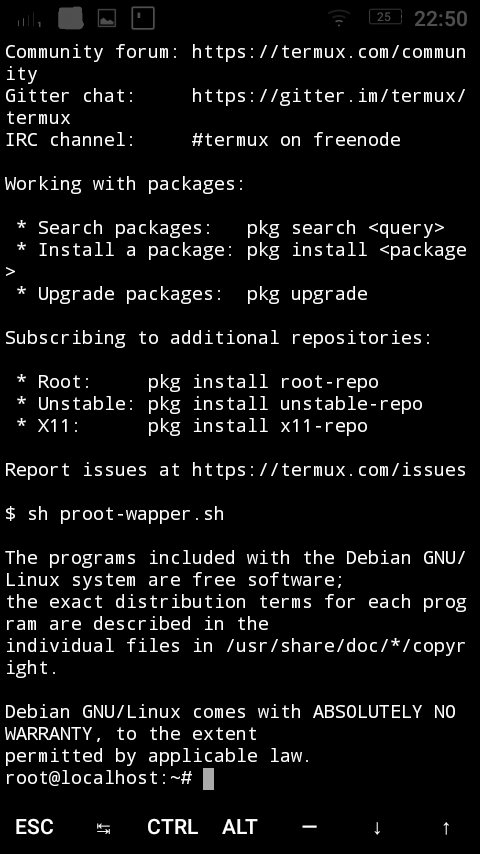 25 22:50
Community forum: https://termux.com/commun
ity
Gitter chat:     https://gitter.im/termux/
termux
IRC channel:     #termux on freenode
Working with packages:
 * Search packages:   pkg search <query>
 * Install a package: pkg install <package
>
 * Upgrade packages:  pkg upgrade
Subscribing to additional repositories:
 * Root:     pkg install root-repo
 * Unstable: pkg install unstable-repo
 * X11:      pkg install x11-repo
Report issues at https://termux.com/issues
$ sh proot-wapper.sh
The programs included with the Debian GNU/
Linux system are free software;
the exact distribution terms for each prog
ram are described in the
individual files in /usr/share/doc/*/copyr
ight.
Debian GNU/Linux comes with ABSOLUTELY NO
WARRANTY, to the extent
permitted by applicable law.
root@localhost:~#
ESC ↹ CTRL ALT — ↓ ↑